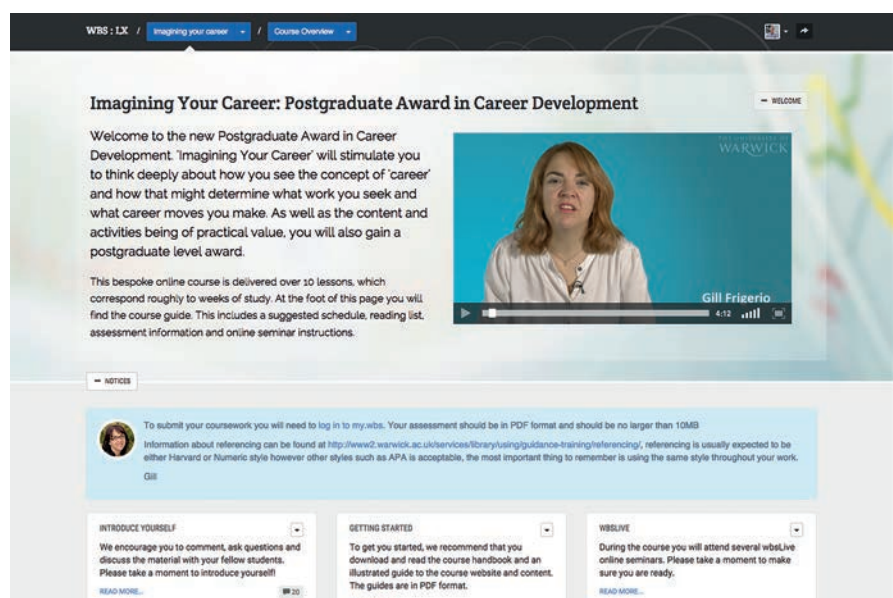 WBS : LX / Imagining your career / Course Overview
Imagining Your Career: Postgraduate Award in Career Development
WELCOME
Welcome to the new Postgraduate Award in Career
Development. 'Imagining Your Career' will stimulate you
to think deeply about how you see the concept of 'career'
and how that might determine what work you seek and
what career moves you make. As well as the content and
activities being of practical value, you will also gain a
postgraduate level award.
This bespoke online course is delivered over 10 lessons, which
correspond roughly to weeks of study. At the foot of this page you will
find the course guide. This includes a suggested schedule, reading list,
assessment information and online seminar instructions.
THE UNIVERSITY OF
WARWICK
Gill Frigerio
4:12
NOTICES
To submit your coursework you will need to log in to my.wbs. Your assessment should be in PDF format and should be no larger than 10MB
Information about referencing can be found at http://www2.warwick.ac.uk/services/library/using/guidance-training/referencing/, referencing is usually expected to be
either Harvard or Numeric style however other styles such as APA is acceptable, the most important thing to remember is using the same style throughout your work.
Gill
INTRODUCE YOURSELF
We encourage you to comment, ask questions and
discuss the material with your fellow students.
Please take a moment to introduce yourself!
READ MORE...
20
GETTING STARTED
To get you started, we recommend that you
download and read the course handbook and an
illustrated guide to the course website and content.
The guides are in PDF format.
WBSLIVE
During the course you will attend several wbsLive
online seminars. Please take a moment to make
sure you are ready.
READ MORE...